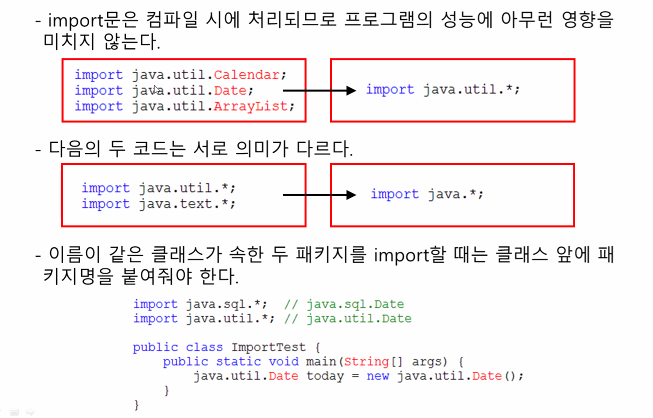 - import문은 컴파일 시에 처리되므로 프로그램의 성능에 아무런 영향을
미치지 않는다.
import java.util.Calendar;
import java.util.Date;
import java.util.ArrayList;
import java.util.*;
- 다음의 두 코드는 서로 의미가 다르다.
import java.util.*;
import java.text.*;
import java.*;
- 이름이 같은 클래스가 속한 두 패키지를 import할 때는 클래스 앞에 패
키지명을 붙여줘야 한다.
import java.sql.*;  // java.sql.Date
import java.util.*; // java.util.Date
public class ImportTest {
    public static void main(String[] args) {
        java.util.Date today = new java.util.Date();
    }
}